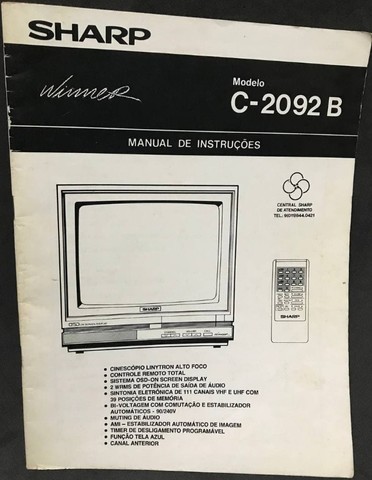 SHARP
Winner
Modelo
C-2092 B
MANUAL DE INSTRUÇÕES
CENTRAL SHARP
DE ATENDIMENTO
SHARP
OSD
SHARP
• CINESCÓPIO LINYTRON ALTO FOCO
• CONTROLE REMOTO TOTAL
• SISTEMA OSD-ON SCREEN DISPLAY
• 2 WRMS DE POTÊNCIA DE SAÍDA DE ÁUDIO
• SINTONIA ELETRÔNICA DE 111 CANAIS VHF E UHF COM
39 POSIÇÕES DE MEMÓRIA
• BI-VOLTAGEM COM COMUTAÇÃO E ESTABILIZADOR
AUTOMÁTICOS - 90/240V
• MUTING DE ÁUDIO
• AMI – ESTABILIZADOR AUTOMÁTICO DE IMAGEM
• TIMER DE DESLIGAMENTO PROGRAMÁVEL
• FUNÇÃO TELA AZUL
• CANAL ANTERIOR